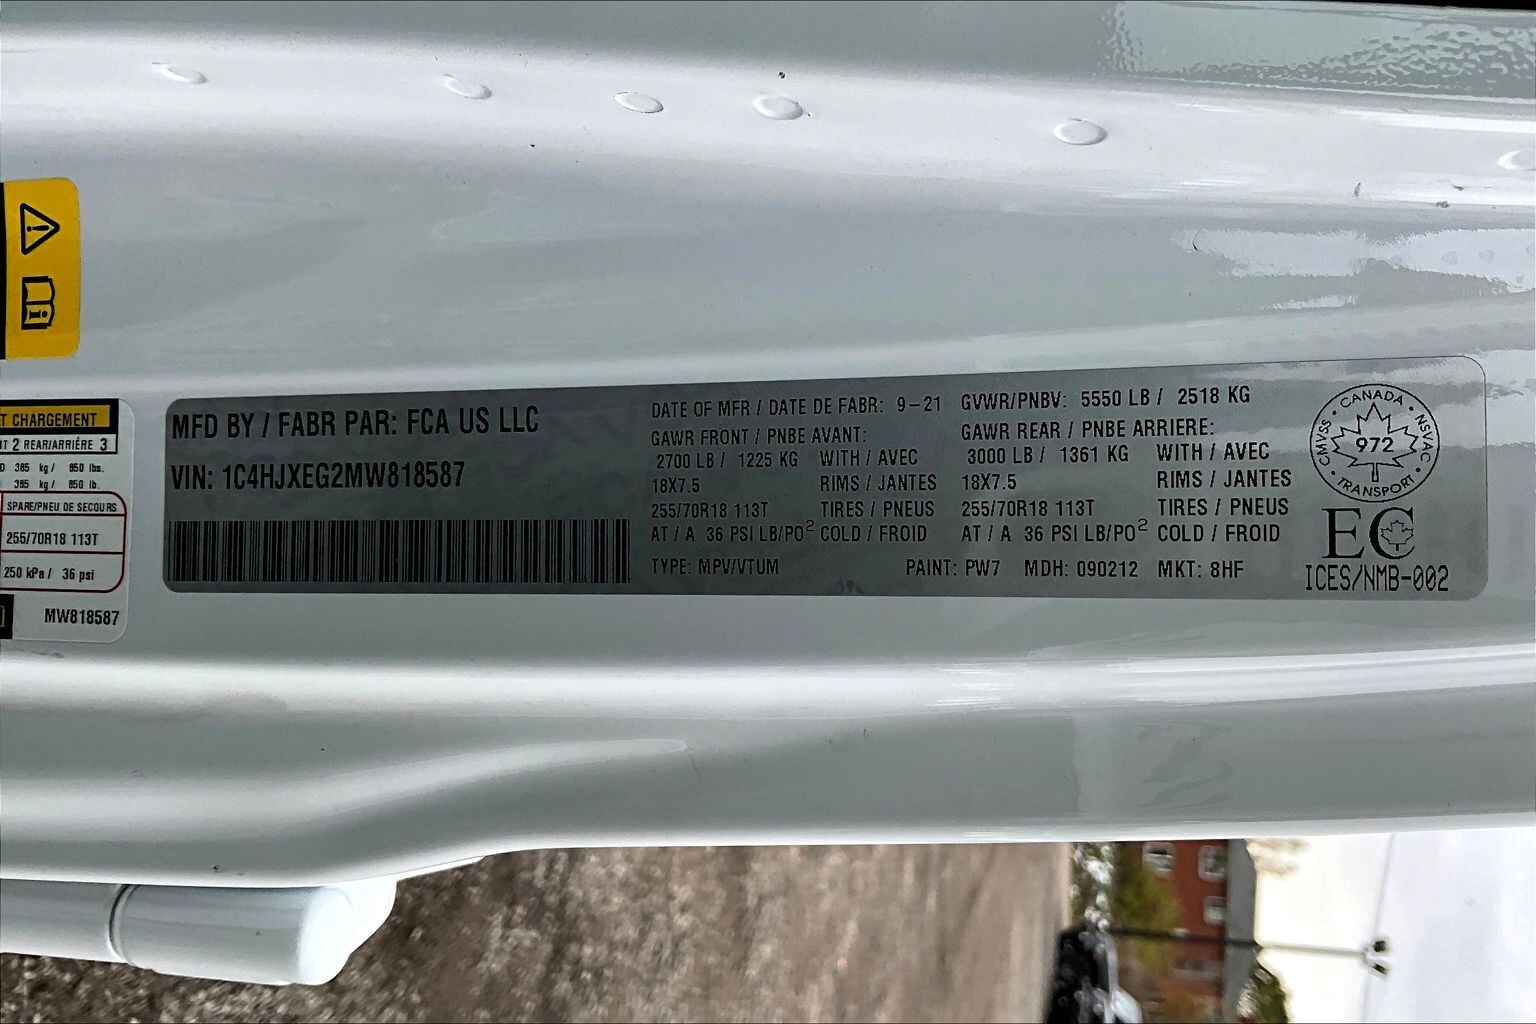 T CHARGEMENT
NT 2 REAR/ARRIÈRE 3
D 385 kg / 850 lbs.
385 kg / 850 lb.
SPARE/PNEU DE SECOURS
255/70R18 113T
250 kPa / 36 psi
MW818587
MFD BY / FABR PAR: FCA US LLC
VIN: 1C4HJXEG2MW818587
DATE OF MFR / DATE DE FABR: 9-21 GVWR/PNBV: 5550 LB / 2518 KG
GAWR FRONT / PNBE AVANT: GAWR REAR / PNBE ARRIERE:
2700 LB / 1225 KG WITH / AVEC 3000 LB / 1361 KG WITH / AVEC
18X7.5 RIMS / JANTES 18X7.5 RIMS / JANTES
255/70R18 113T TIRES / PNEUS 255/70R18 113T TIRES / PNEUS
AT / A 36 PSI LB/PO² COLD / FROID AT / A 36 PSI LB/PO² COLD / FROID
TYPE: MPV/VTUM PAINT: PW7 MDH: 090212 MKT: 8HF
CMVSS • CANADA • NSVAC • TRANSPORT •
972
EC
ICES/NMB-002